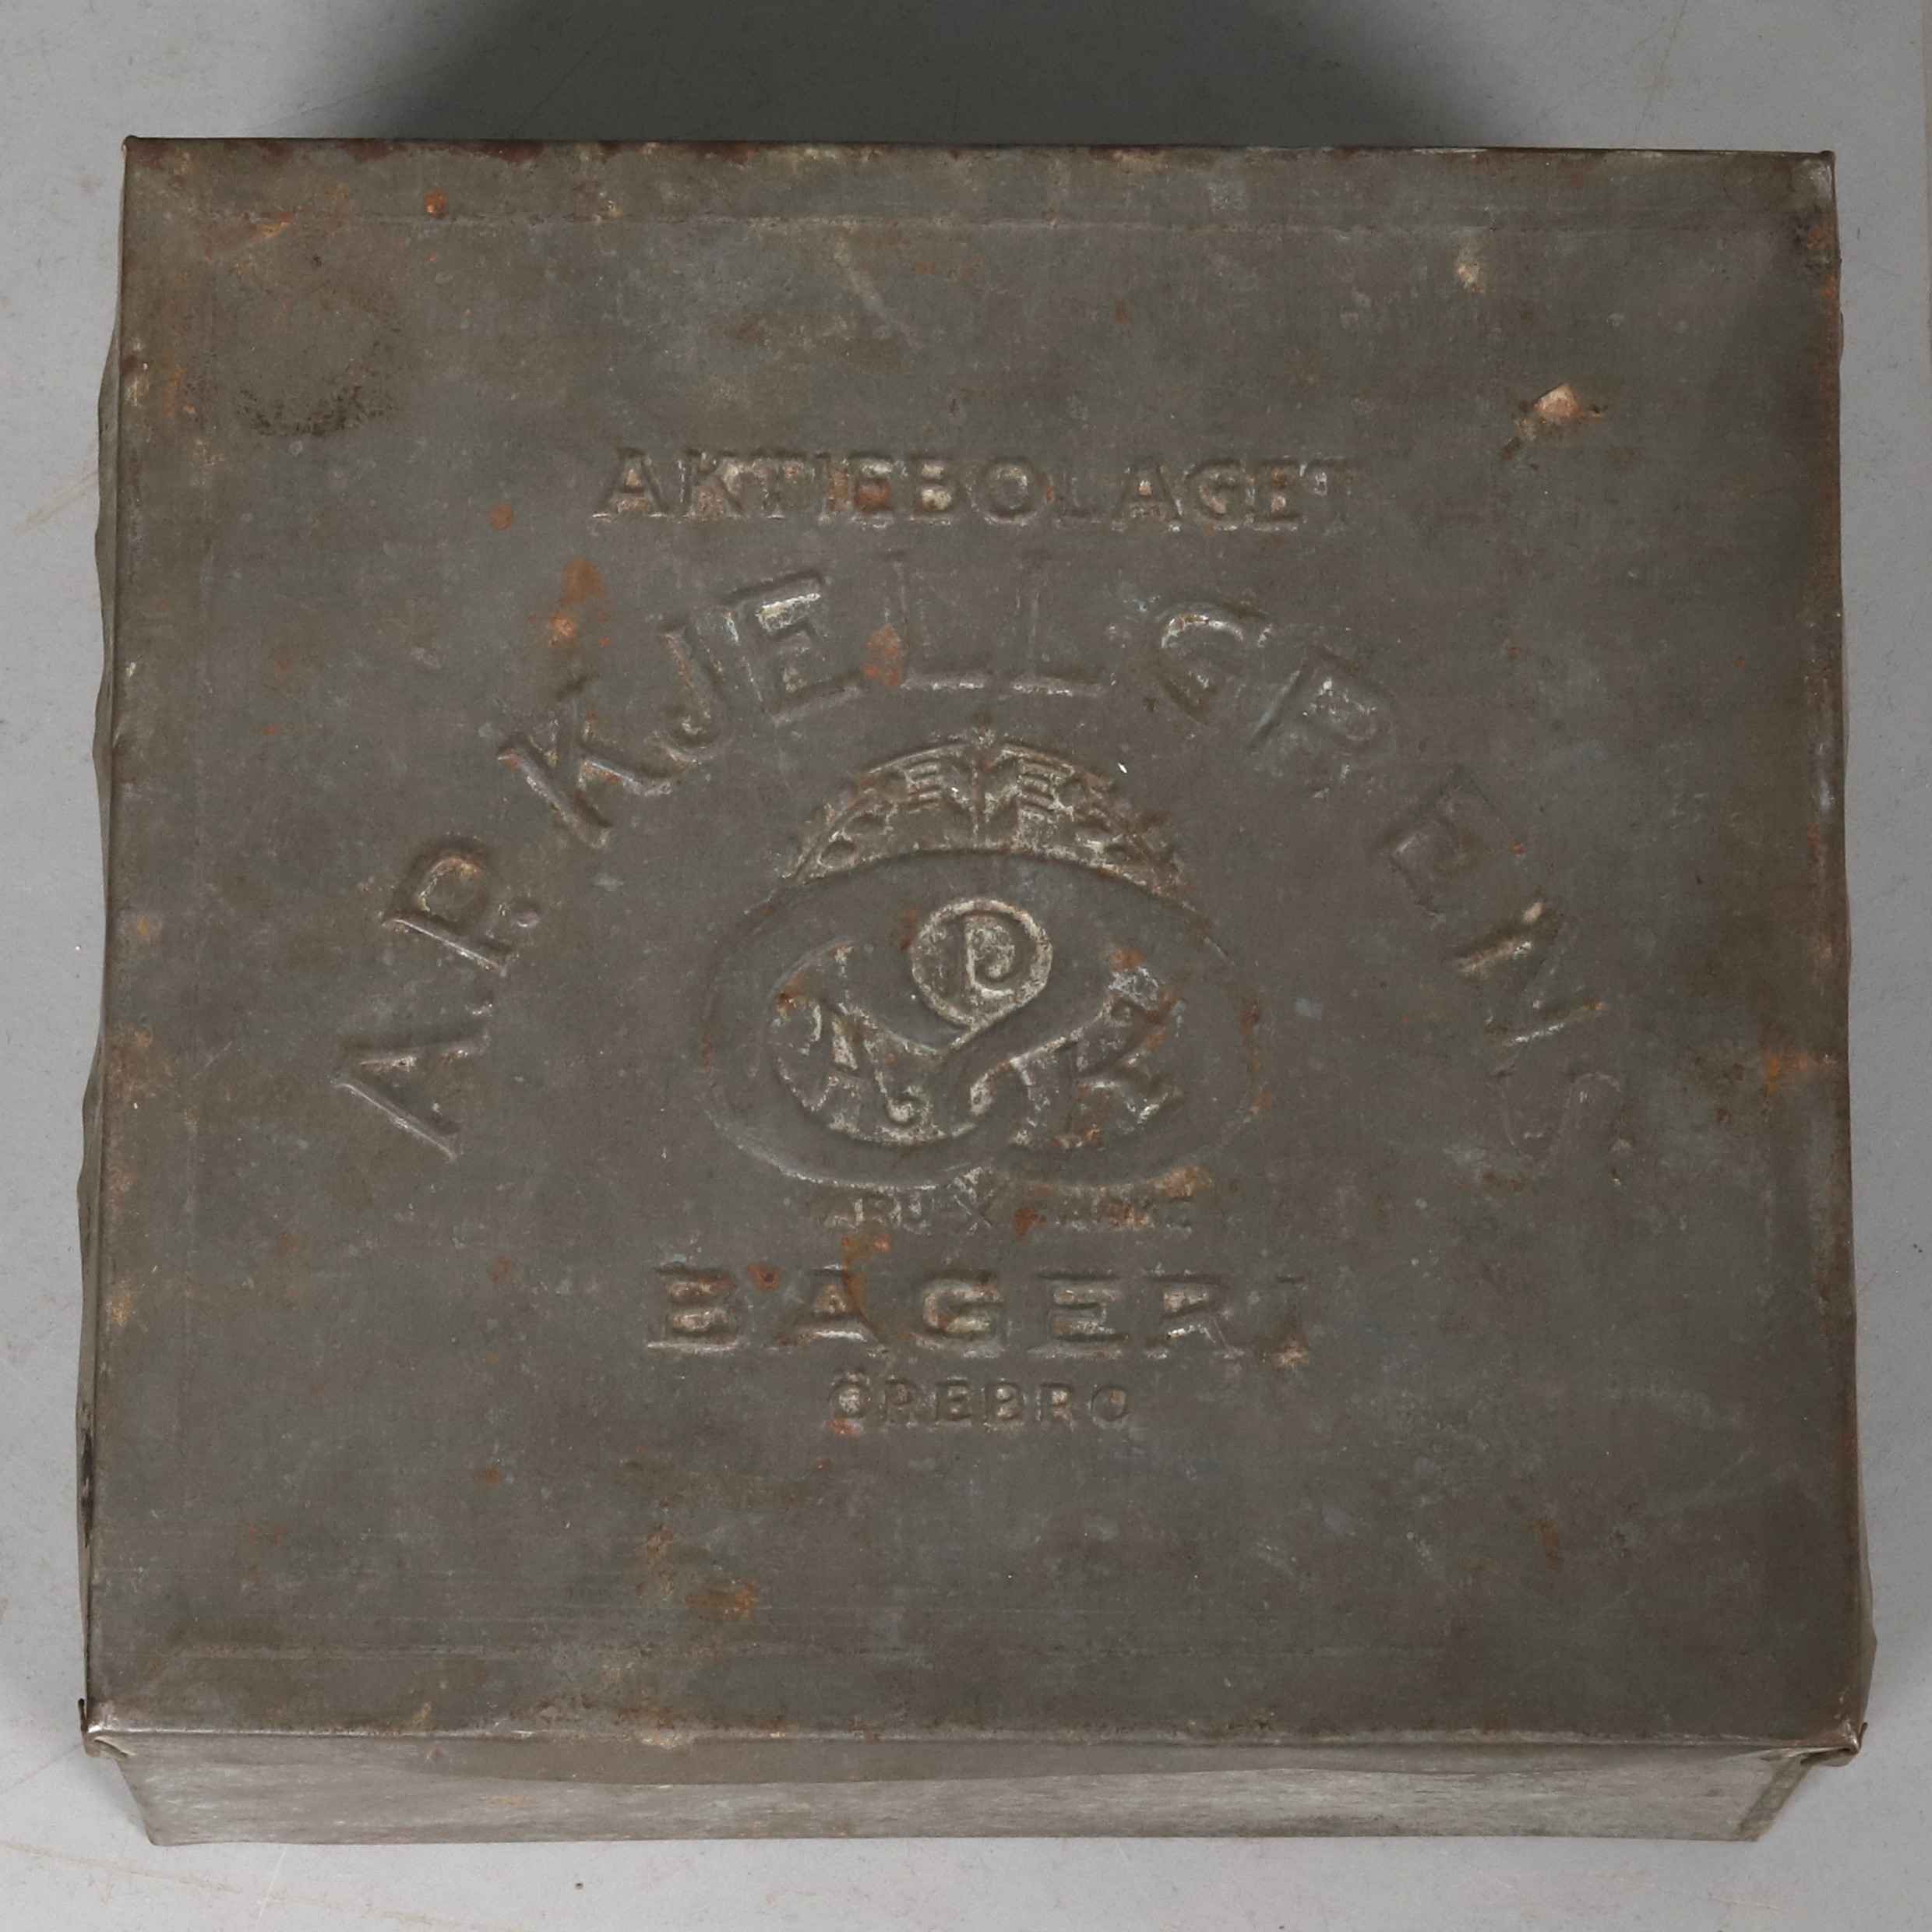 AKTIEBOLAGET
A.P. KJELLGRENS
P
A K
BAGERI
ÖREBRO